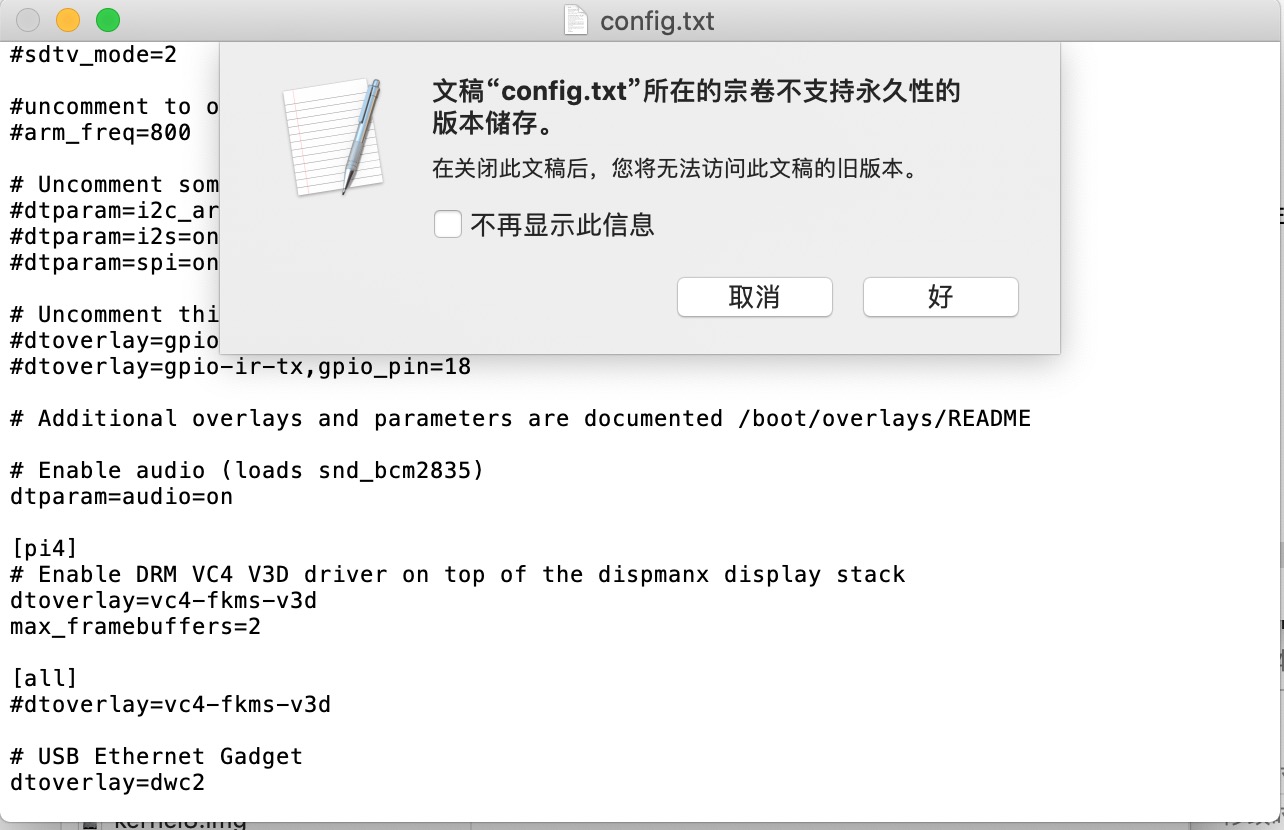 config.txt
#sdtv_mode=2
文稿“config.txt”所在的宗卷不支持永久性的
版本储存。
在关闭此文稿后，您将无法访问此文稿的旧版本。
不再显示此信息
取消
好
#uncomment to o
#arm_freq=800
# Uncomment som
#dtparam=i2c_ar
#dtparam=i2s=on
#dtparam=spi=on
# Uncomment thi
#dtoverlay=gpio
#dtoverlay=gpio-ir-tx,gpio_pin=18
# Additional overlays and parameters are documented /boot/overlays/README
# Enable audio (loads snd_bcm2835)
dtparam=audio=on
[pi4]
# Enable DRM VC4 V3D driver on top of the dispmanx display stack
dtoverlay=vc4-fkms-v3d
max_framebuffers=2
[all]
#dtoverlay=vc4-fkms-v3d
# USB Ethernet Gadget
dtoverlay=dwc2